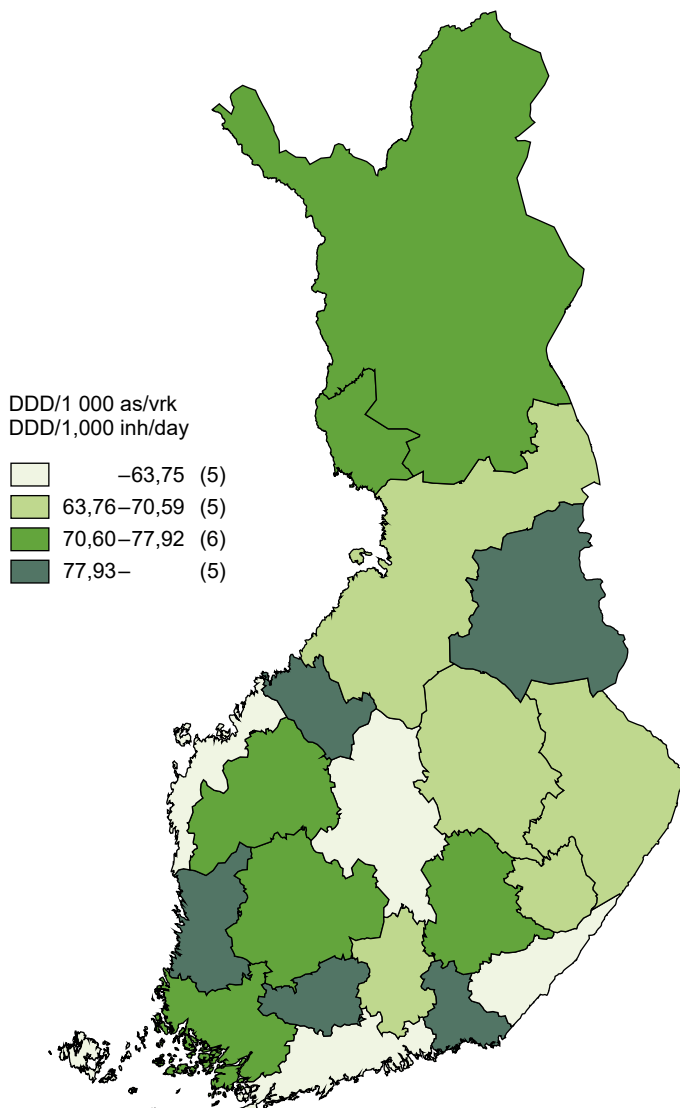 DDD/1 000 as/vrk
DDD/1,000 inh/day
–63,75 (5)
63,76–70,59 (5)
70,60–77,92 (6)
77,93– (5)